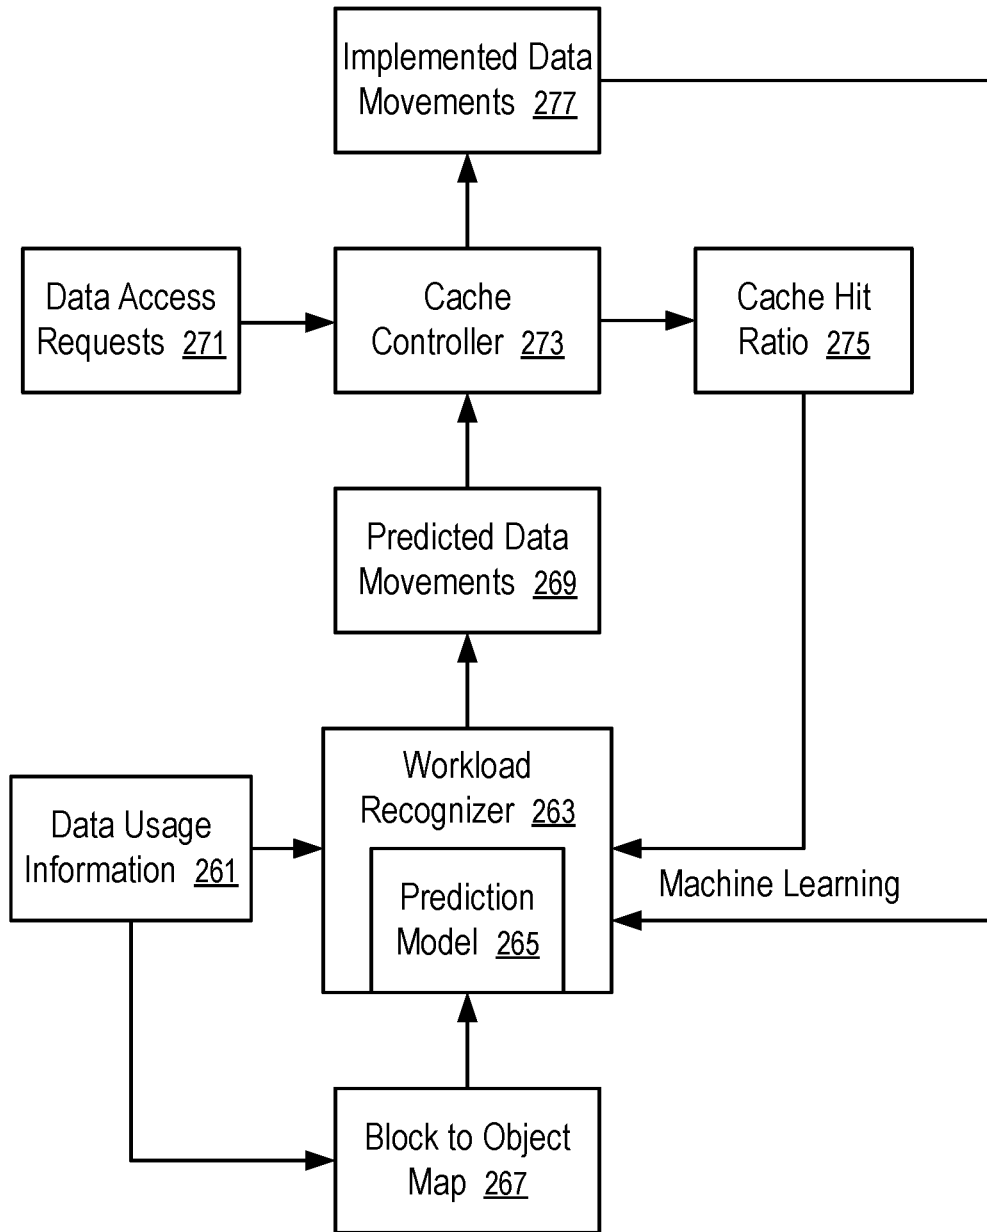 Implemented Data
Movements 277
Data Access
Requests 271
Cache
Controller 273
Cache Hit
Ratio 275
Predicted Data
Movements 269
Workload
Recognizer 263
Data Usage
Information 261
Prediction
Model 265
Machine Learning
Block to Object
Map 267